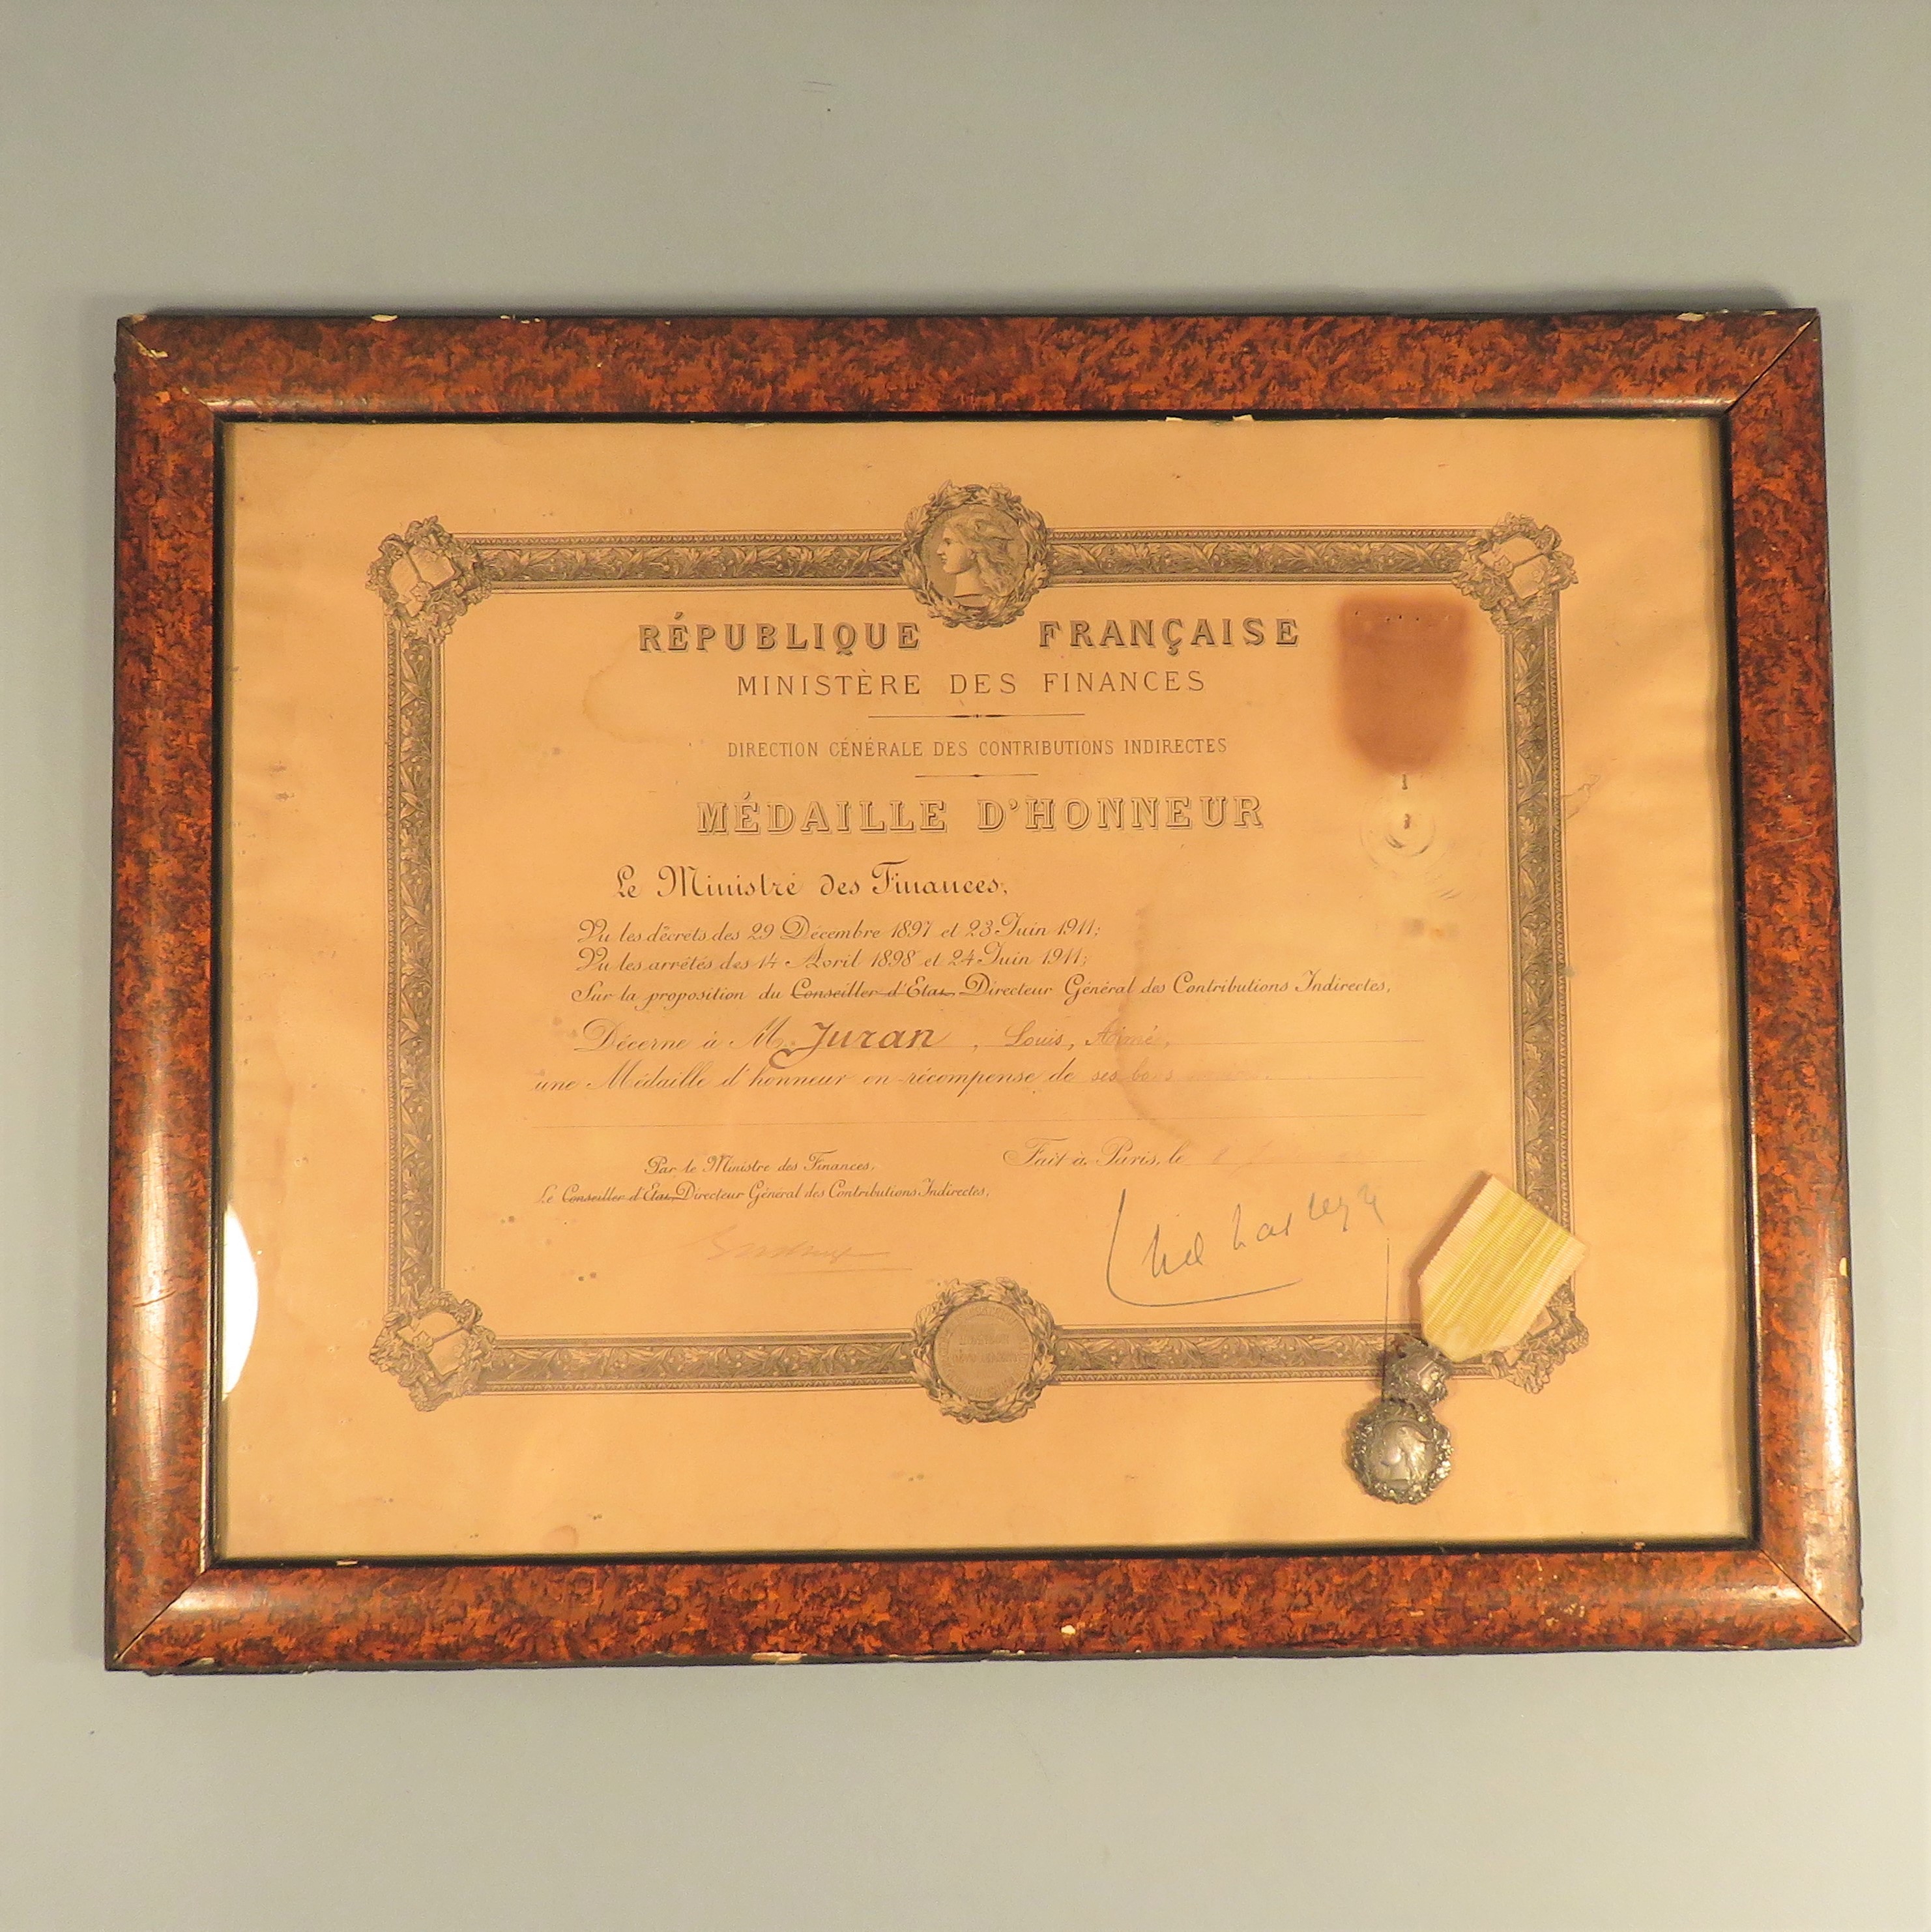 RÉPUBLIQUE FRANÇAISE
MINISTÈRE DES FINANCES
DIRECTION GÉNÉRALE DES CONTRIBUTIONS INDIRECTES
MÉDAILLE D'HONNEUR
Le Ministre des Finances,
Vu les décrets des 29 Décembre 1897 et 23 Juin 1911;
Vu les arrêtés des 14 Avril 1898 et 24 Juin 1911;
Sur la proposition du Conseiller d'Etat, Directeur Général des Contributions Indirectes,
Décerne à M. Juran, Louis, Aimé,
une Médaille d'honneur en récompense de ses bons
Fait à Paris, le
Par le Ministre des Finances,
Le Conseiller d'Etat, Directeur Général des Contributions Indirectes,